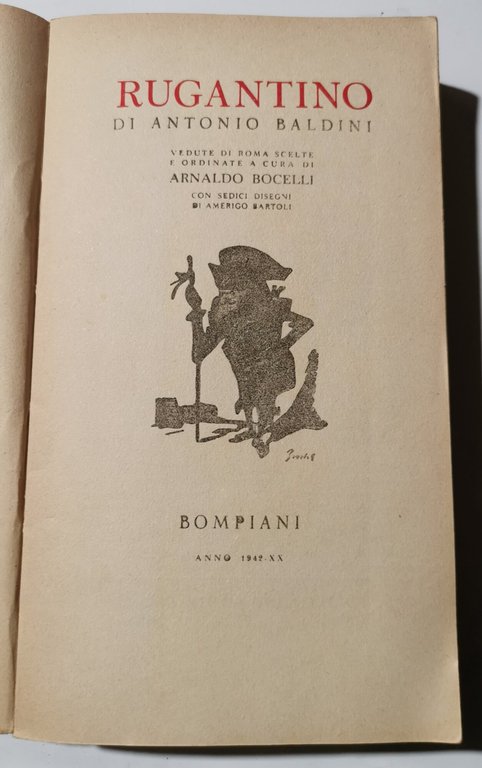 RUGANTINO
DI ANTONIO BALDINI
VEDUTE DI ROMA SCELTE
E ORDINATE A CURA DI
ARNALDO BOCELLI
CON SEDICI DISEGNI
DI AMERIGO BARTOLI
BOMPIANI
ANNO 1942-XX